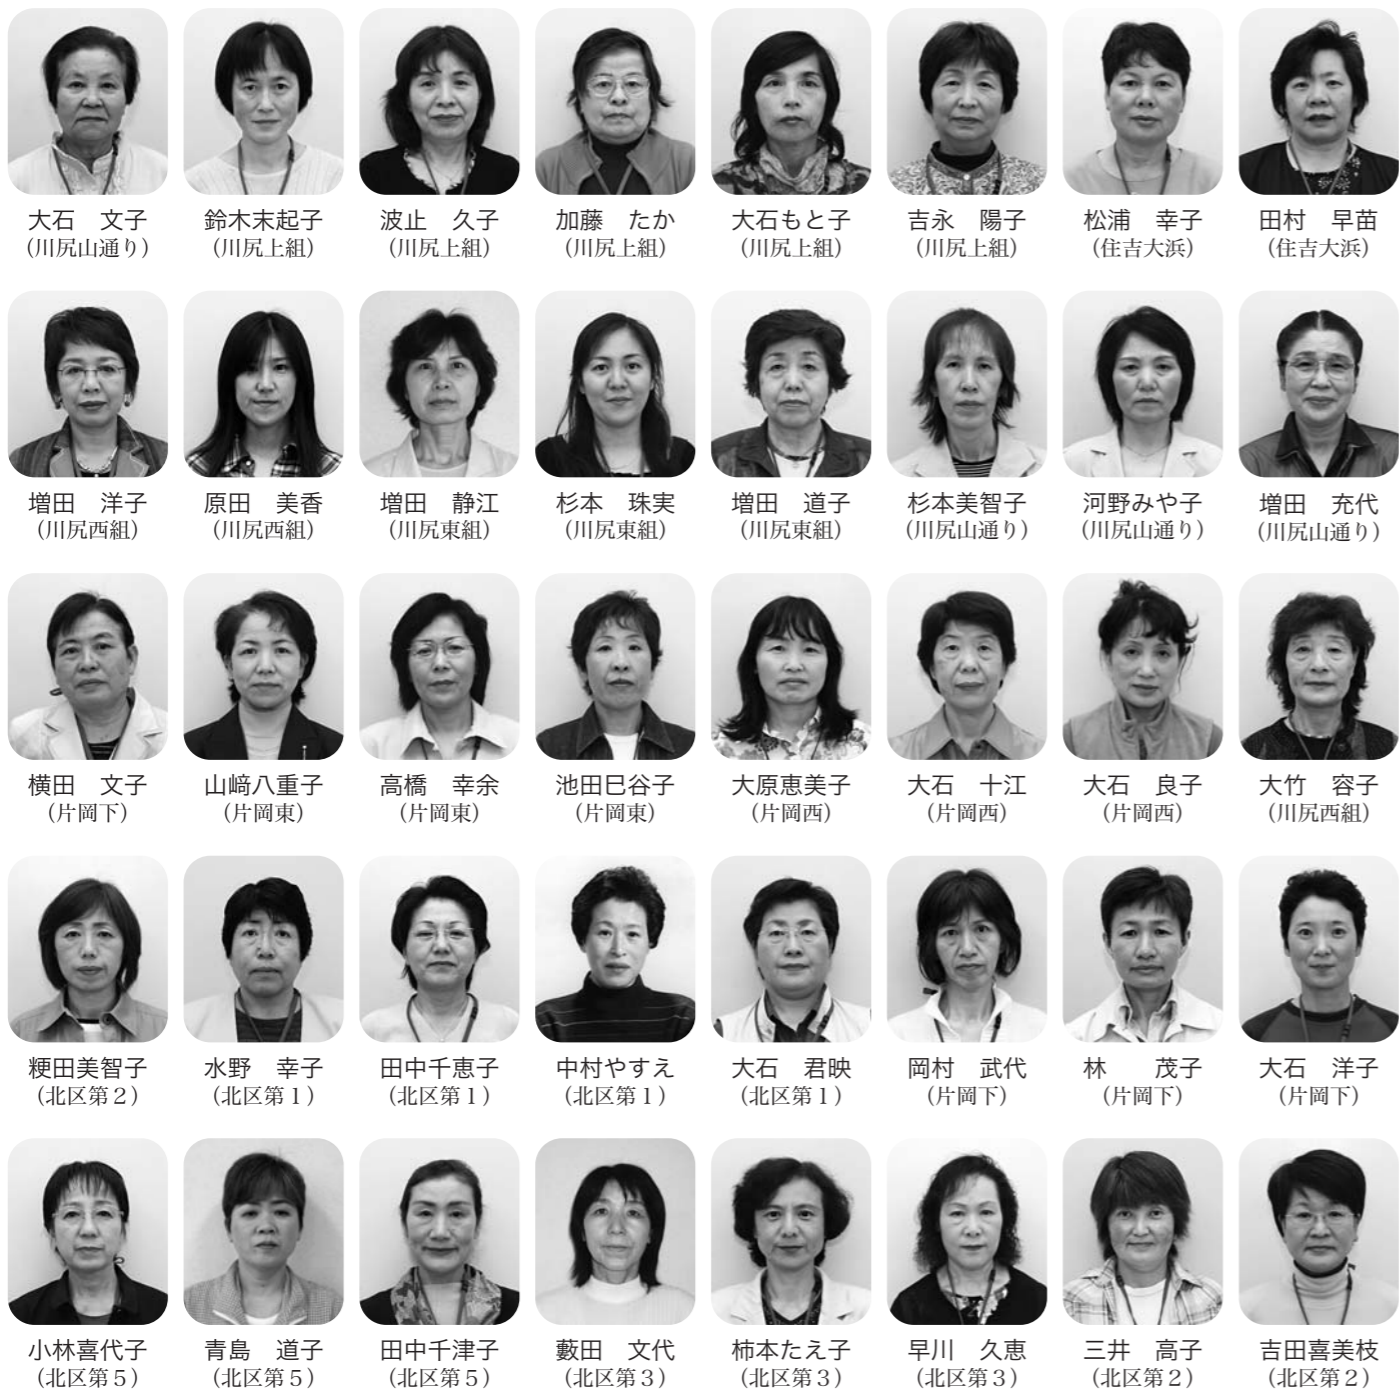 大石　文子　鈴木末起子　波止　久子　加藤　たか　大石もと子　吉永　陽子　松浦　幸子　田村　早苗
（川尻山通り）（川尻上組）（川尻上組）（川尻上組）（川尻上組）（川尻上組）（住吉大浜）（住吉大浜）
増田　洋子　原田　美香　増田　静江　杉本　珠実　増田　道子　杉本美智子　河野みや子　増田　充代
（川尻西組）（川尻西組）（川尻東組）（川尻東組）（川尻東組）（川尻山通り）（川尻山通り）（川尻山通り）
横田　文子　山﨑八重子　高橋　幸余　池田巳谷子　大原恵美子　大石　十江　大石　良子　大竹　容子
（片岡下）（片岡東）（片岡東）（片岡東）（片岡西）（片岡西）（片岡西）（川尻西組）
粳田美智子　水野　幸子　田中千恵子　中村やすえ　大石　君映　岡村　武代　林　　茂子　大石　洋子
（北区第２）（北区第１）（北区第１）（北区第１）（北区第１）（片岡下）（片岡下）（片岡下）
小林喜代子　青島　道子　田中千津子　藪田　文代　柿本たえ子　早川　久恵　三井　高子　吉田喜美枝
（北区第５）（北区第５）（北区第５）（北区第３）（北区第３）（北区第３）（北区第２）（北区第２）